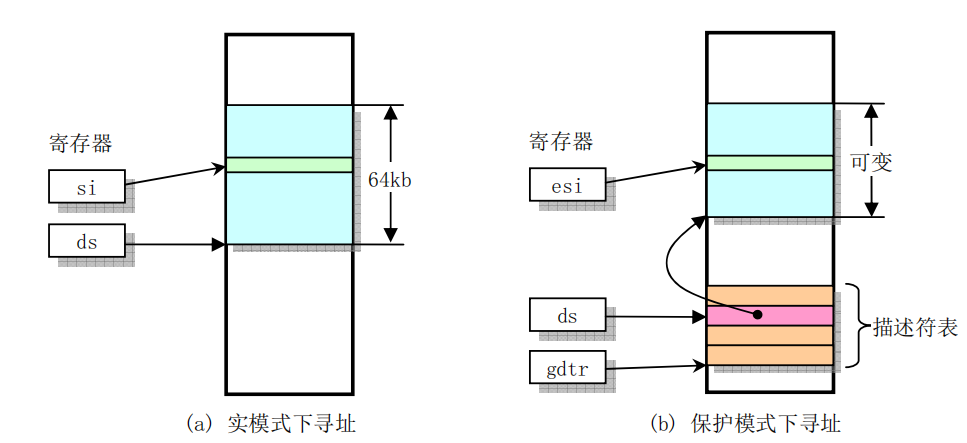 寄存器
si
ds
64kb
(a) 实模式下寻址
寄存器
esi
可变
ds
gdtr
描述符表
(b) 保护模式下寻址